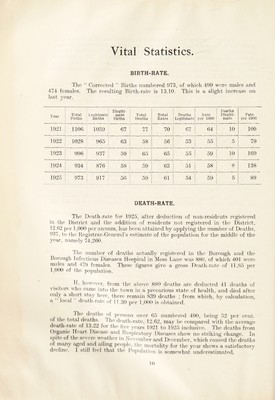 Vital Statistics.
BIRTH-RATE.
The " Corrected " Births numbered 973, of which 499 were males and
474 females. The resulting Birth-rate is 13.10. This is a slight increase on
last year.
Year Total Births Legitimate Births Illegitimate Births Total Deaths Total Rates Deaths Legitimate Rate per 1000 Deaths Illegitimate Rate per 1000
1921 1106 1039 67 77 70 67 64 10 109
1922 1028 965 63 58 56 53 55 5 79
1923 996 937 59 65 65 55 59 10 169
1924 934 876 58 59 63 51 58 8 138
1925 973 917 56 59 61 54 59 5 89
DEATH-RATE.
The Death-rate for 1925, after deduction of non-residents registered
in the District and the addition of residents not registered in the District,
12.62 per 1,000 per annum, has been attained by applying the number of Deaths,
937, to the Registrar-General's estimate of the population for the middle of the
year, namely 74,200.
The number of deaths actually registered in the Borough and the
Borough Infectious Diseases Hospital in Moss Lane was 880, of which 401 were
males and 479 females. These figures give a gross Death-rate of 11.85 per
1,000 of the population.
If, however, from the above 880 deaths are deducted 41 deaths of
visitors who came into the town in a precarious state of health, and died after
only a short stay here, there remain 839 deaths ; from which, by calculation,
a " local " death-rate of 11.30 per 1,000 is obtained.
The deaths of persons over 65 numbered 490, being 52 per cent.
of the total deaths. The death-rate, 12.62, may be compared with the average
death-rate of 13.22 for the five years 1921 to 1925 inclusive. The deaths from
Organic Heart Disease and Respiratory Diseases show no striking change. In
spite of the severe weather in November and December, which caused the deaths
of many aged and ailing people, the mortality for the year shows a satisfactory
decline. I still feel that the Population is somewhat underestimated.
10